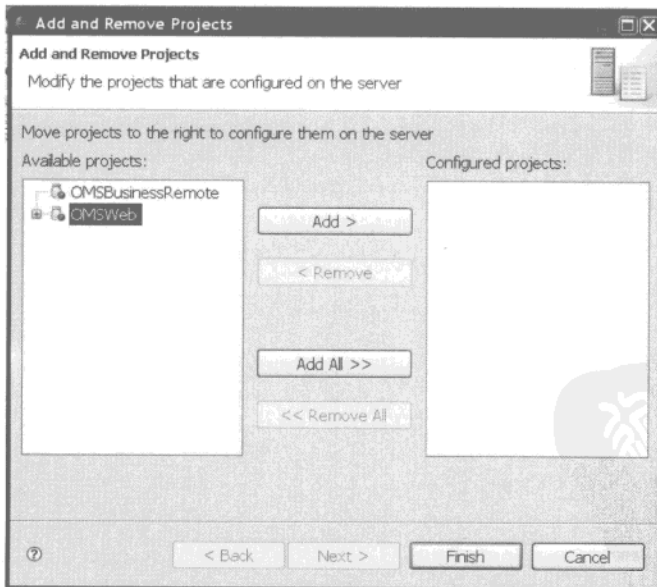 Add and Remove Projects
Add and Remove Projects
Modify the projects that are configured on the server
Move projects to the right to configure them on the server
Available projects:
Configured projects:
OMSBusinessRemote
OMSWeb
Add >
< Remove
Add All >>
<< Remove All
< Back
Next >
Finish
Cancel